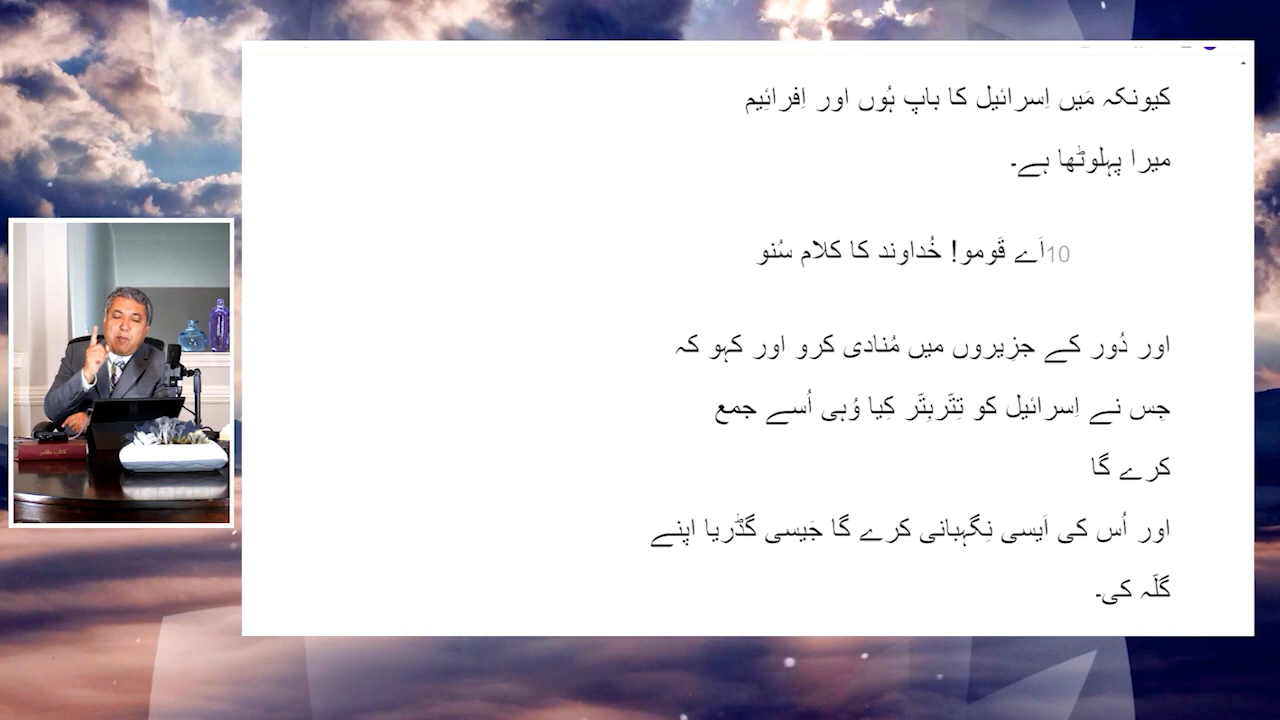 کیونکہ مَیں اِسرائیل کا باپ ہُوں اور اِفرائِیم
میرا پہلوٹھا ہے۔
10اَے قَومو! خُداوند کا کلام سُنو
اور دُور کے جزِیروں میں مُنادی کرو اور کہو کہ
جِس نے اِسرائیل کو تِتّربِتّر کِیا وُہی اُسے جمع
کرے گا
اور اُس کی اَیسی نِگہبانی کرے گا جَیسی گڈریا اپنے
گلّہ کی۔